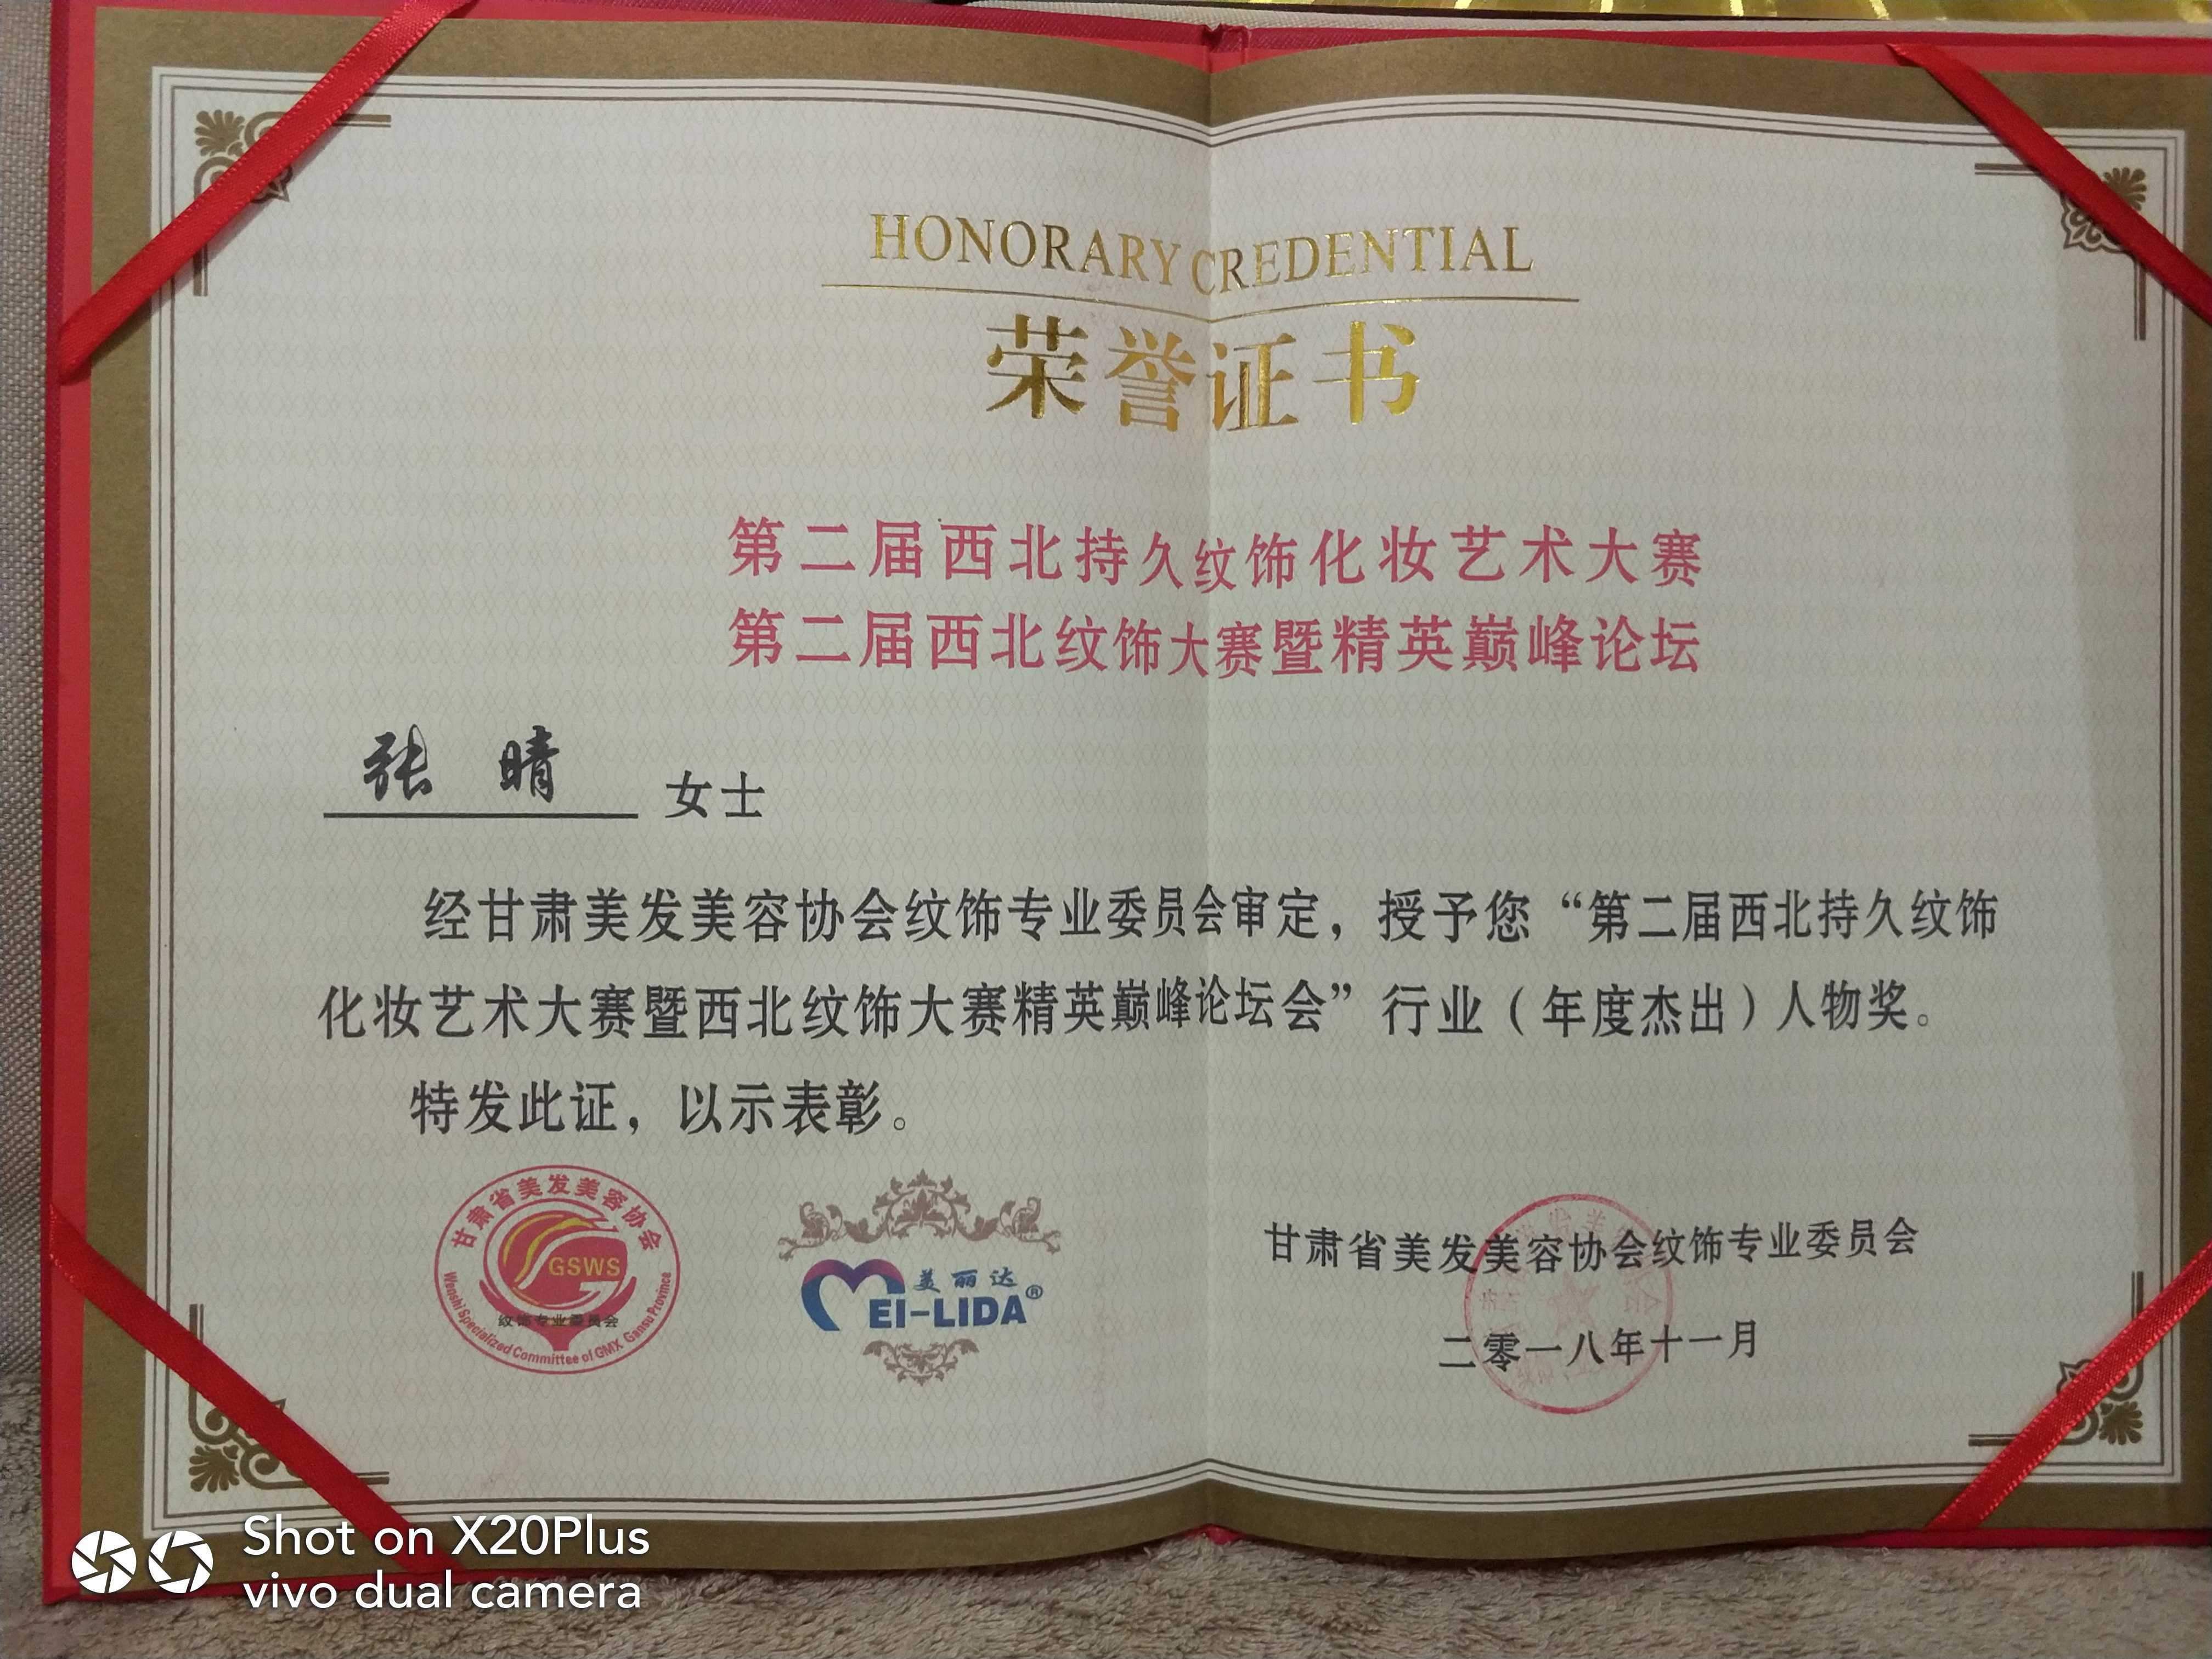 HONORARY CREDENTIAL
荣誉证书
第二届西北持久纹饰化妆艺术大赛
第二届西北纹饰大赛暨精英巅峰论坛
张 晴 女士
经甘肃美发美容协会纹饰专业委员会审定，授予您“第二届西北持久纹饰
化妆艺术大赛暨西北纹饰大赛精英巅峰论坛会”行业（年度杰出）人物奖。
特发此证，以示表彰。
甘肃省美发美容协会
GSWS
纹饰专业委员会
Wenshi Specialized Committee of GMX Gansu Province
美丽达
MEI-LIDA®
甘肃省美发美容协会纹饰专业委员会
二零一八年十一月
Shot on X20Plus
vivo dual camera